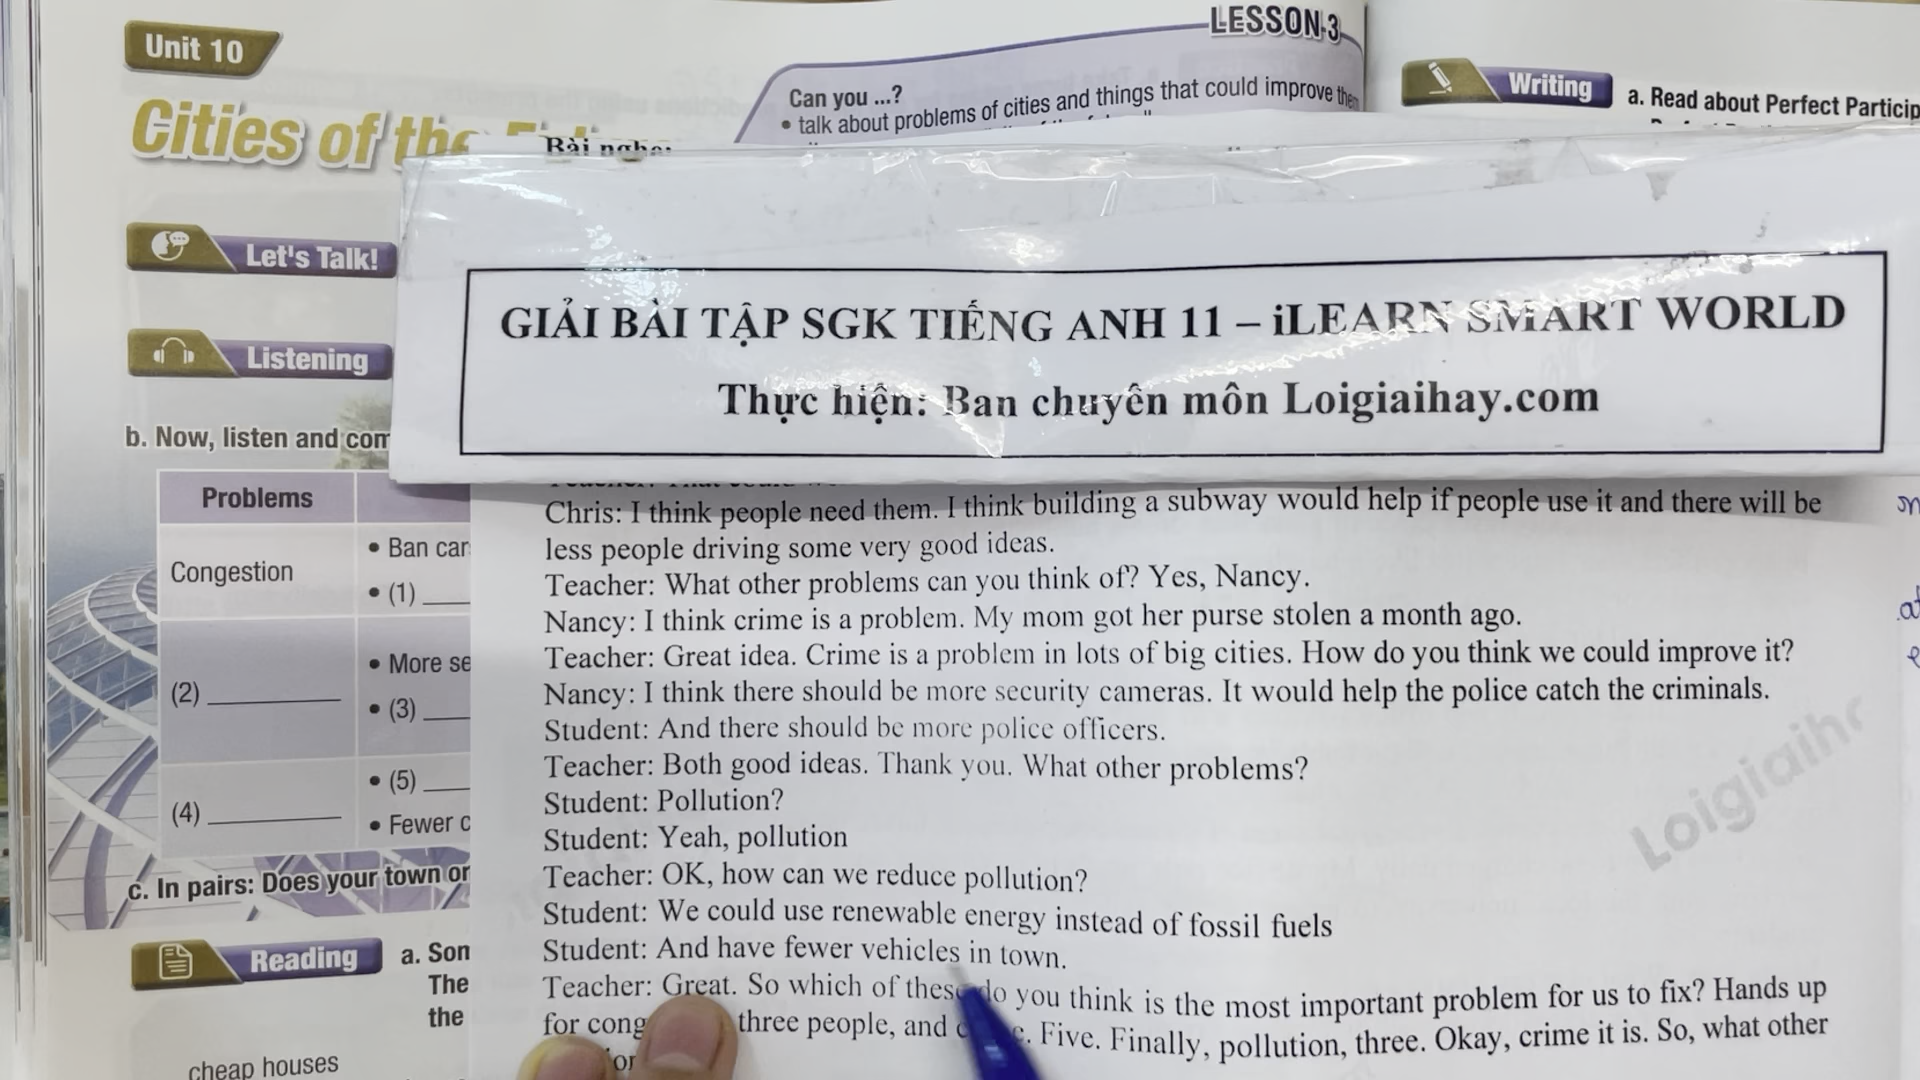 LESSON 3
Unit 10
Cities of the
Can you ...?
• talk about problems of cities and things that could improve them
Bài nghe:
Let's Talk!
Listening
b. Now, listen and com
Problems
Congestion
• Ban car
• (1)
(2)
• More se
• (3)
(4)
• (5)
• Fewer c
c. In pairs: Does your town or
Reading
a. Son
The
the
cheap houses
Writing
a. Read about Perfect Particip
GIẢI BÀI TẬP SGK TIẾNG ANH 11 – iLEARN SMART WORLD
Thực hiện: Ban chuyên môn Loigiaihay.com
Chris: I think people need them. I think building a subway would help if people use it and there will be
less people driving some very good ideas.
Teacher: What other problems can you think of? Yes, Nancy.
Nancy: I think crime is a problem. My mom got her purse stolen a month ago.
Teacher: Great idea. Crime is a problem in lots of big cities. How do you think we could improve it?
Nancy: I think there should be more security cameras. It would help the police catch the criminals.
Student: And there should be more police officers.
Teacher: Both good ideas. Thank you. What other problems?
Student: Pollution?
Student: Yeah, pollution
Teacher: OK, how can we reduce pollution?
Student: We could use renewable energy instead of fossil fuels
Student: And have fewer vehicles in town.
Teacher: Great. So which of these do you think is the most important problem for us to fix? Hands up
for cong three people, and Five. Finally, pollution, three. Okay, crime it is. So, what other
Loigiaiha